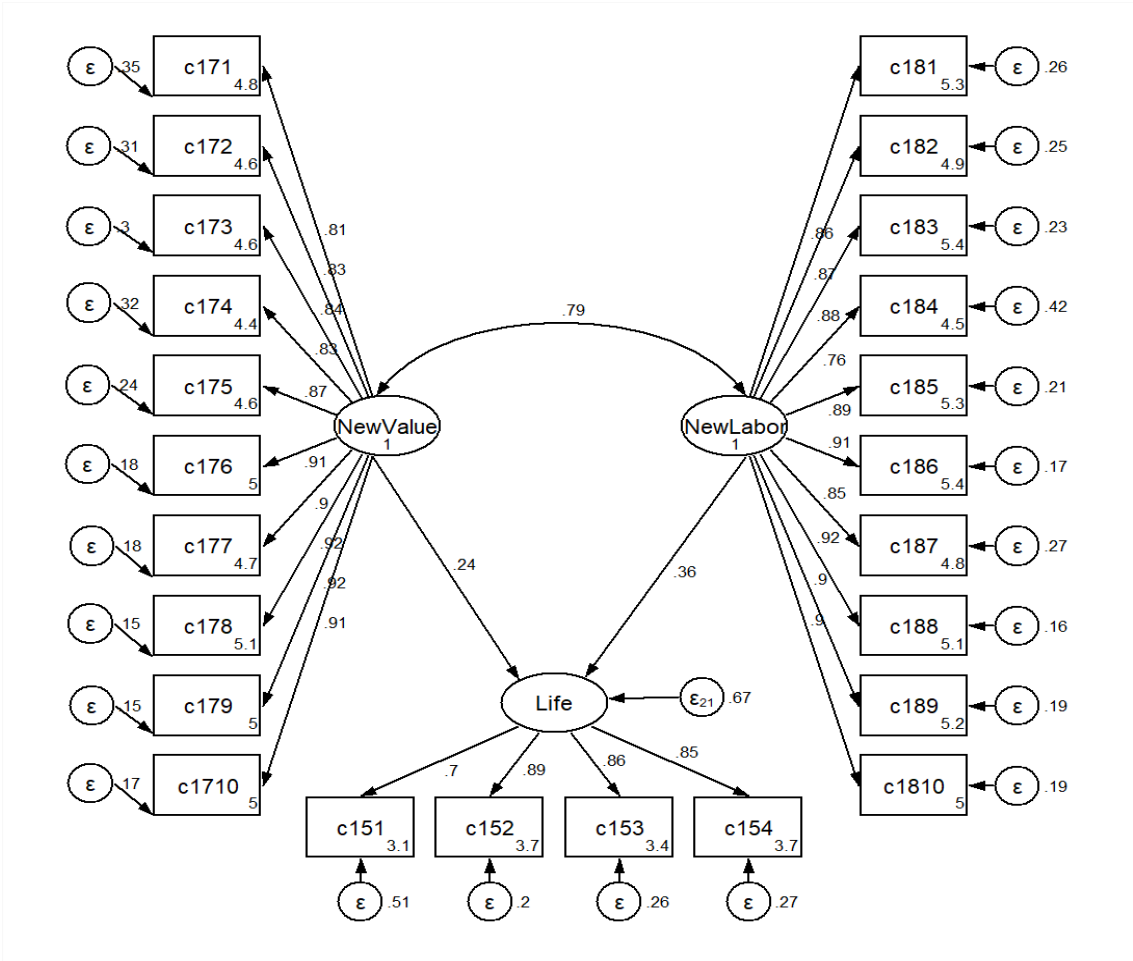 ε .35 c171 4.8
ε .31 c172 4.6
ε .3 c173 4.6
ε .32 c174 4.4
ε .24 c175 4.6
ε .18 c176 5
ε .18 c177 4.7
ε .15 c178 5.1
ε .15 c179 5
ε .17 c1710 5
.81
.83
.84
.83
.87
.91
.9
.92
.92
.91
NewValue
1
.79
NewLabor
1
.86
.87
.88
.76
.89
.91
.85
.92
.9
.9
c181 5.3 ε .26
c182 4.9 ε .25
c183 5.4 ε .23
c184 4.5 ε .42
c185 5.3 ε .21
c186 5.4 ε .17
c187 4.8 ε .27
c188 5.1 ε .16
c189 5.2 ε .19
c1810 5 ε .19
.24
.36
Life
ε21 .67
.7
.89
.86
.85
c151 3.1
c152 3.7
c153 3.4
c154 3.7
ε .51
ε .2
ε .26
ε .27